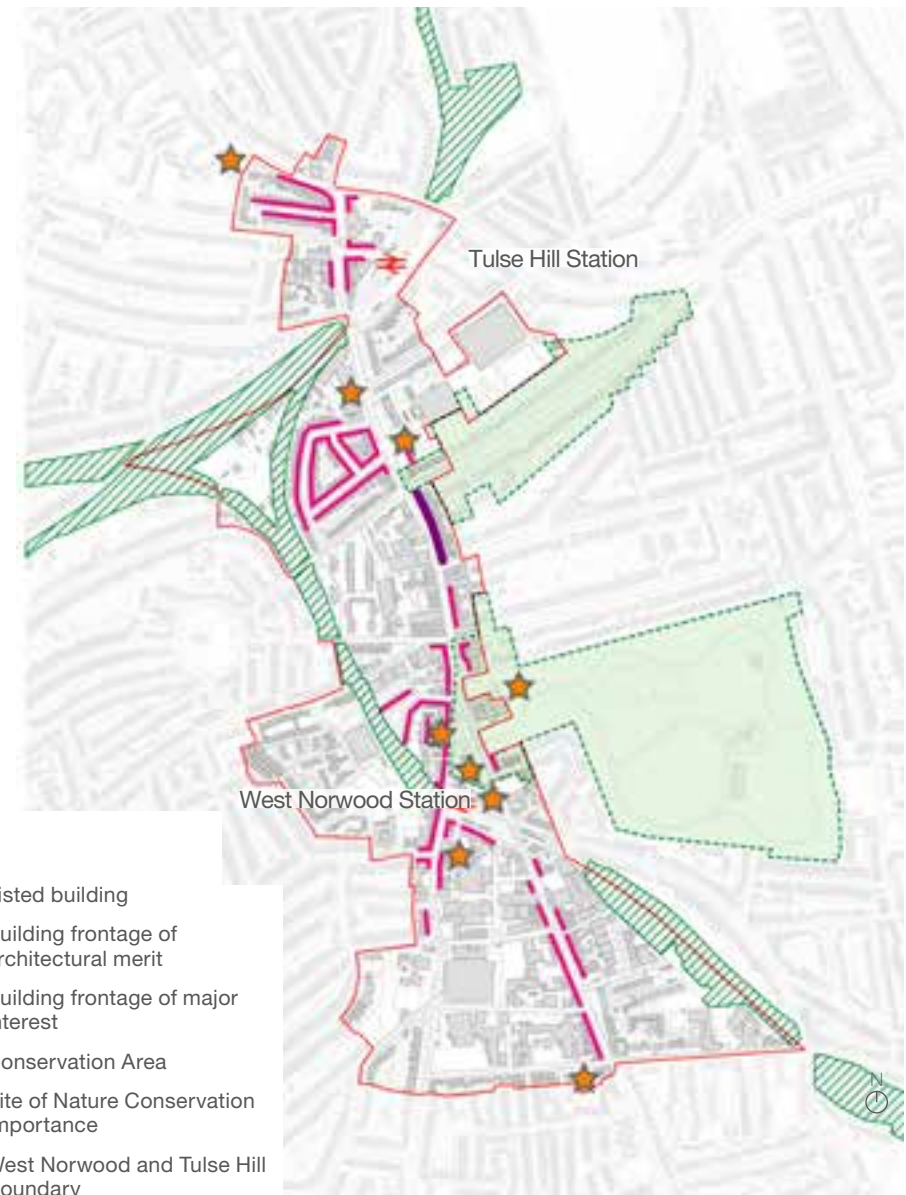 Tulse Hill Station
West Norwood Station
isted building
uilding frontage of
rchitectural merit
uilding frontage of major
nterest
onservation Area
ite of Nature Conservation
mportance
West Norwood and Tulse Hill
oundary
N